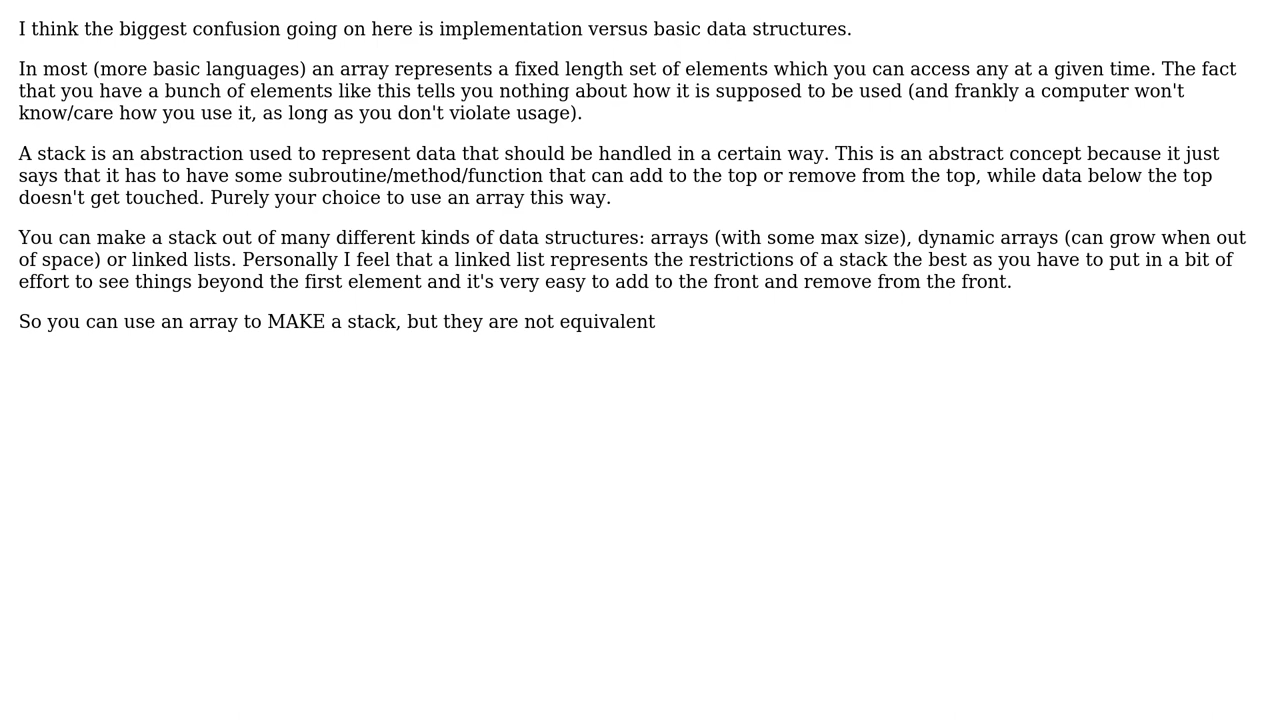 I think the biggest confusion going on here is implementation versus basic data structures.
In most (more basic languages) an array represents a fixed length set of elements which you can access any at a given time. The fact
that you have a bunch of elements like this tells you nothing about how it is supposed to be used (and frankly a computer won't
know/care how you use it, as long as you don't violate usage).
A stack is an abstraction used to represent data that should be handled in a certain way. This is an abstract concept because it just
says that it has to have some subroutine/method/function that can add to the top or remove from the top, while data below the top
doesn't get touched. Purely your choice to use an array this way.
You can make a stack out of many different kinds of data structures: arrays (with some max size), dynamic arrays (can grow when out
of space) or linked lists. Personally I feel that a linked list represents the restrictions of a stack the best as you have to put in a bit of
effort to see things beyond the first element and it's very easy to add to the front and remove from the front.
So you can use an array to MAKE a stack, but they are not equivalent